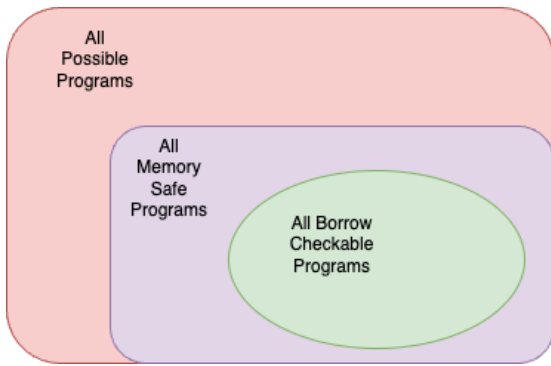 All
Possible
Programs
All
Memory
Safe
Programs
All Borrow
Checkable
Programs